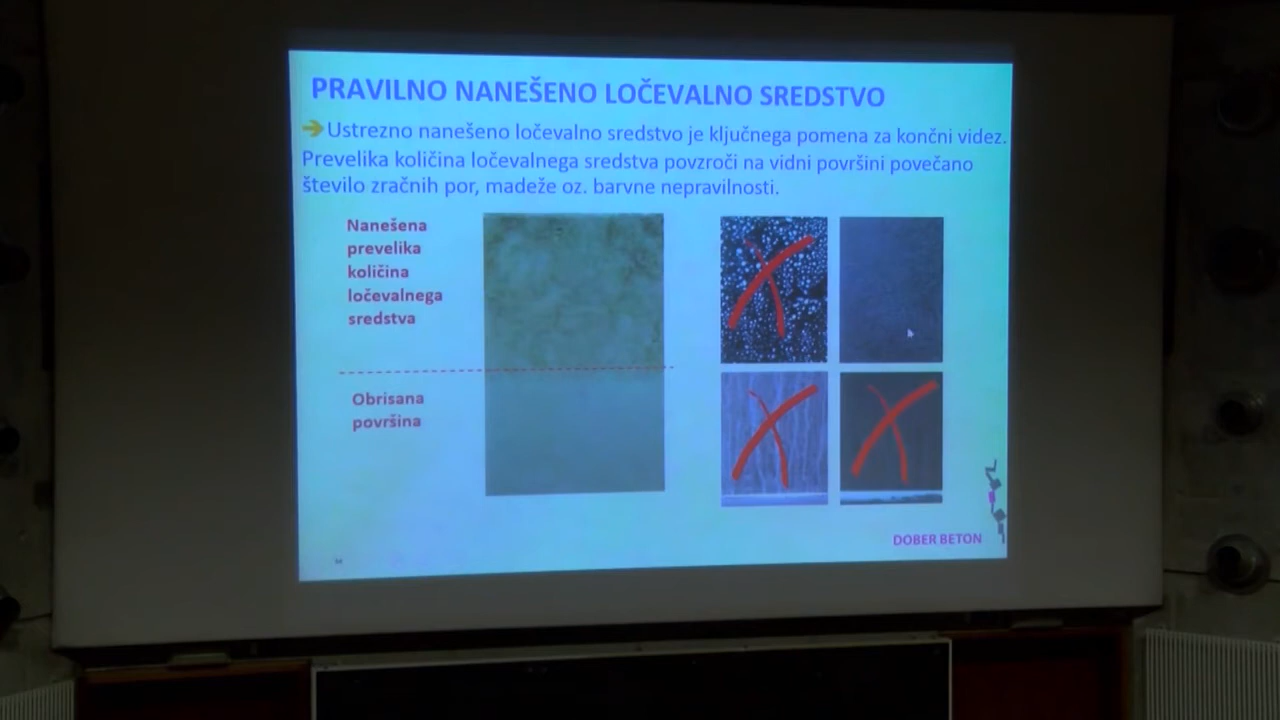 PRAVILNO NANEŠENO LOČEVALNO SREDSTVO
Ustrezno nanešeno ločevalno sredstvo je ključnega pomena za končni videz.
Prevelika količina ločevalnega sredstva povzroči na vidni površini povečano
število zračnih por, madeže oz. barvne nepravilnosti.
Nanešena
prevelika
količina
ločevalnega
sredstva
Obrisana
površina
DOBER BETON